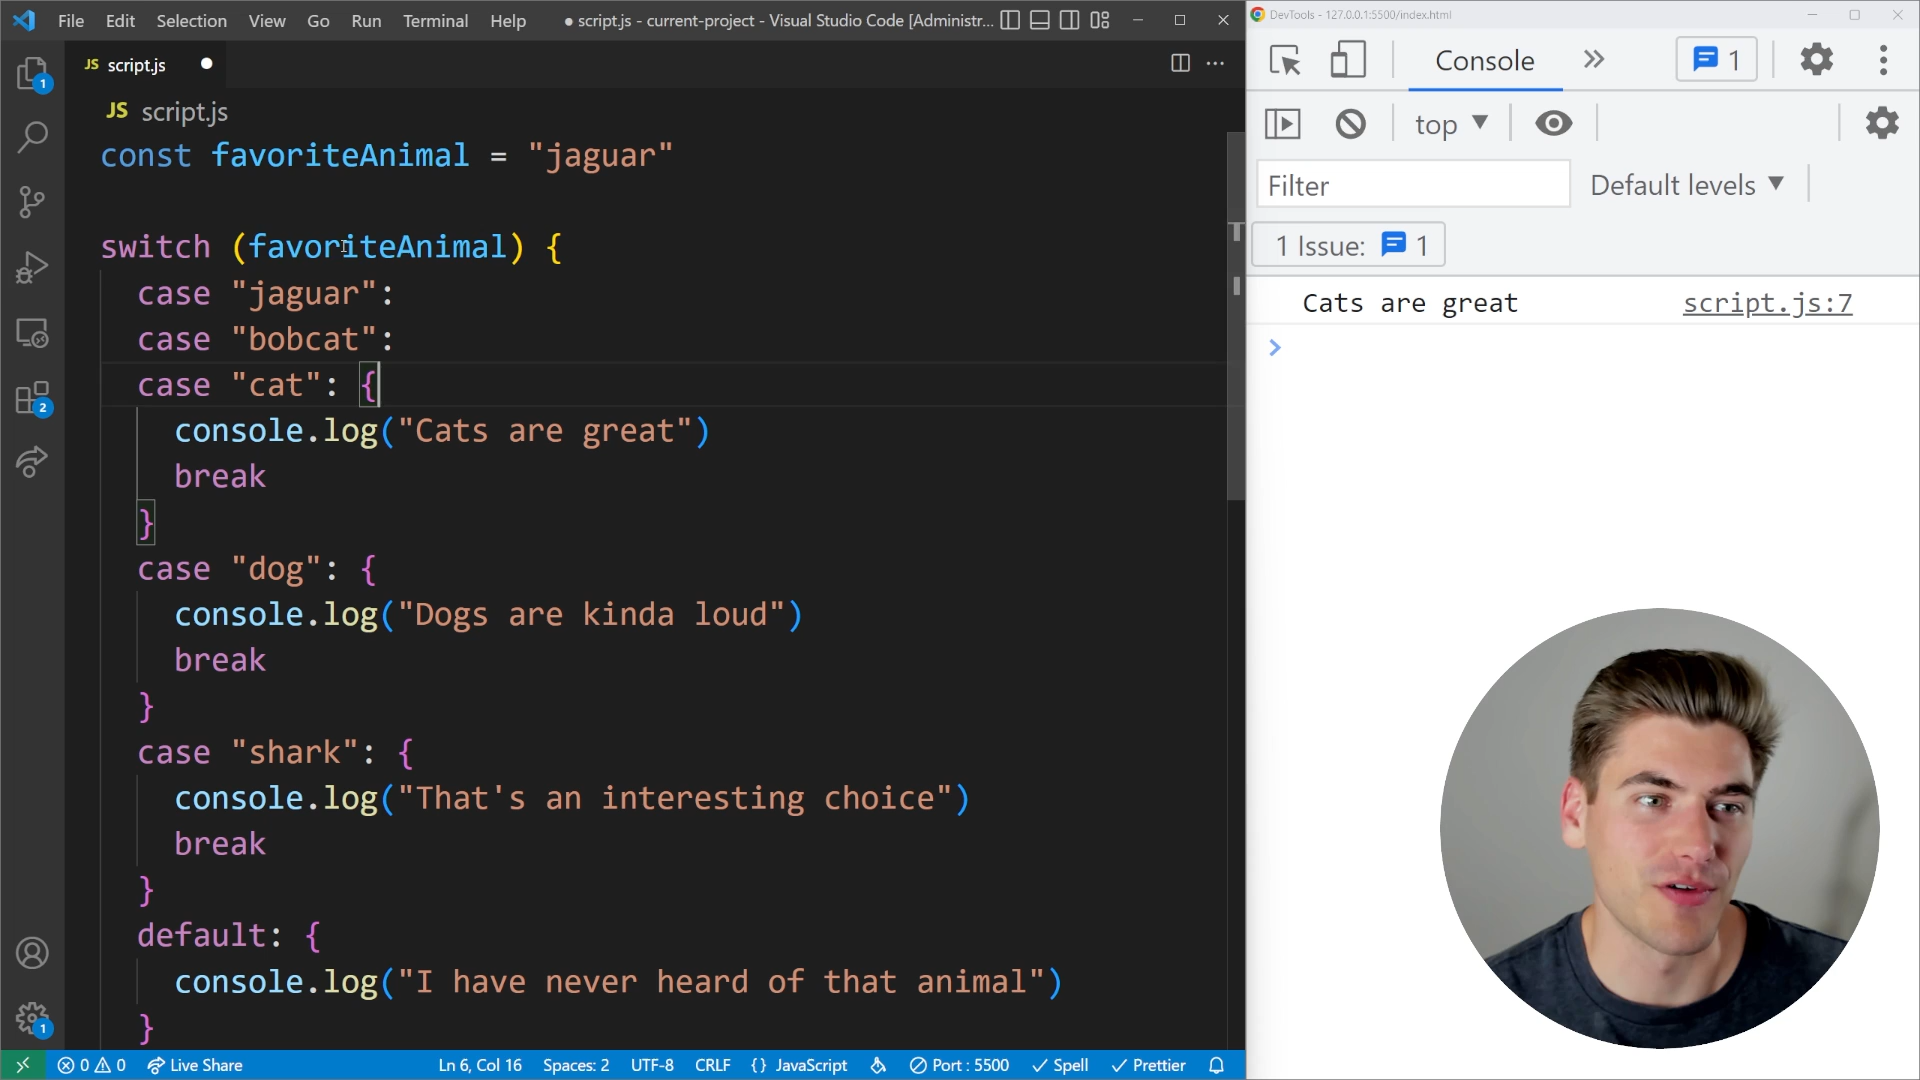 File Edit Selection View Go Run Terminal Help ● script.js - current-project - Visual Studio Code [Administr...
JS script.js
JS script.js
const favoriteAnimal = "jaguar"
switch (favoriteAnimal) {
case "jaguar":
case "bobcat":
case "cat": {
console.log("Cats are great")
break
}
case "dog": {
console.log("Dogs are kinda loud")
break
}
case "shark": {
console.log("That's an interesting choice")
break
}
default: {
console.log("I have never heard of that animal")
}
1
2
1
0 0 Live Share Ln 6, Col 16 Spaces: 2 UTF-8 CRLF {} JavaScript Port : 5500 Spell Prettier
DevTools - 127.0.0.1:5500/index.html
Console 1
top
Filter Default levels
1 Issue: 1
Cats are great script.js:7